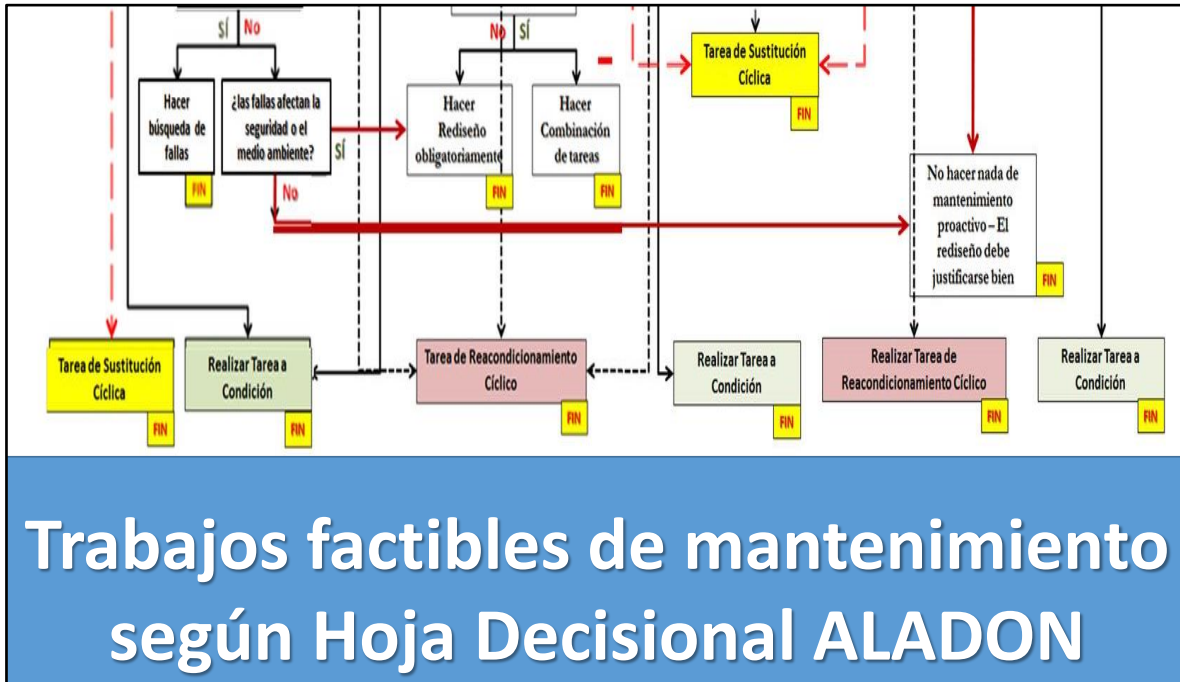 SÍ No
No SÍ
Tarea de Sustitución
Cíclica
FIN
Hacer
búsqueda de
fallas
FIN
¿las fallas afectan la
seguridad o el
medio ambiente?
SÍ
No
Hacer
Rediseño
obligatoriamente
FIN
Hacer
Combinación
de tareas
FIN
No hacer nada de
mantenimiento
proactivo – El
rediseño debe
justificarse bien
FIN
Tarea de Sustitución
Cíclica
FIN
Realizar Tarea a
Condición
FIN
Tarea de Reacondicionamiento
Cíclico
FIN
Realizar Tarea a
Condición
FIN
Realizar Tarea de
Reacondicionamiento Cíclico
FIN
Realizar Tarea a
Condición
FIN
Trabajos factibles de mantenimiento
según Hoja Decisional ALADON